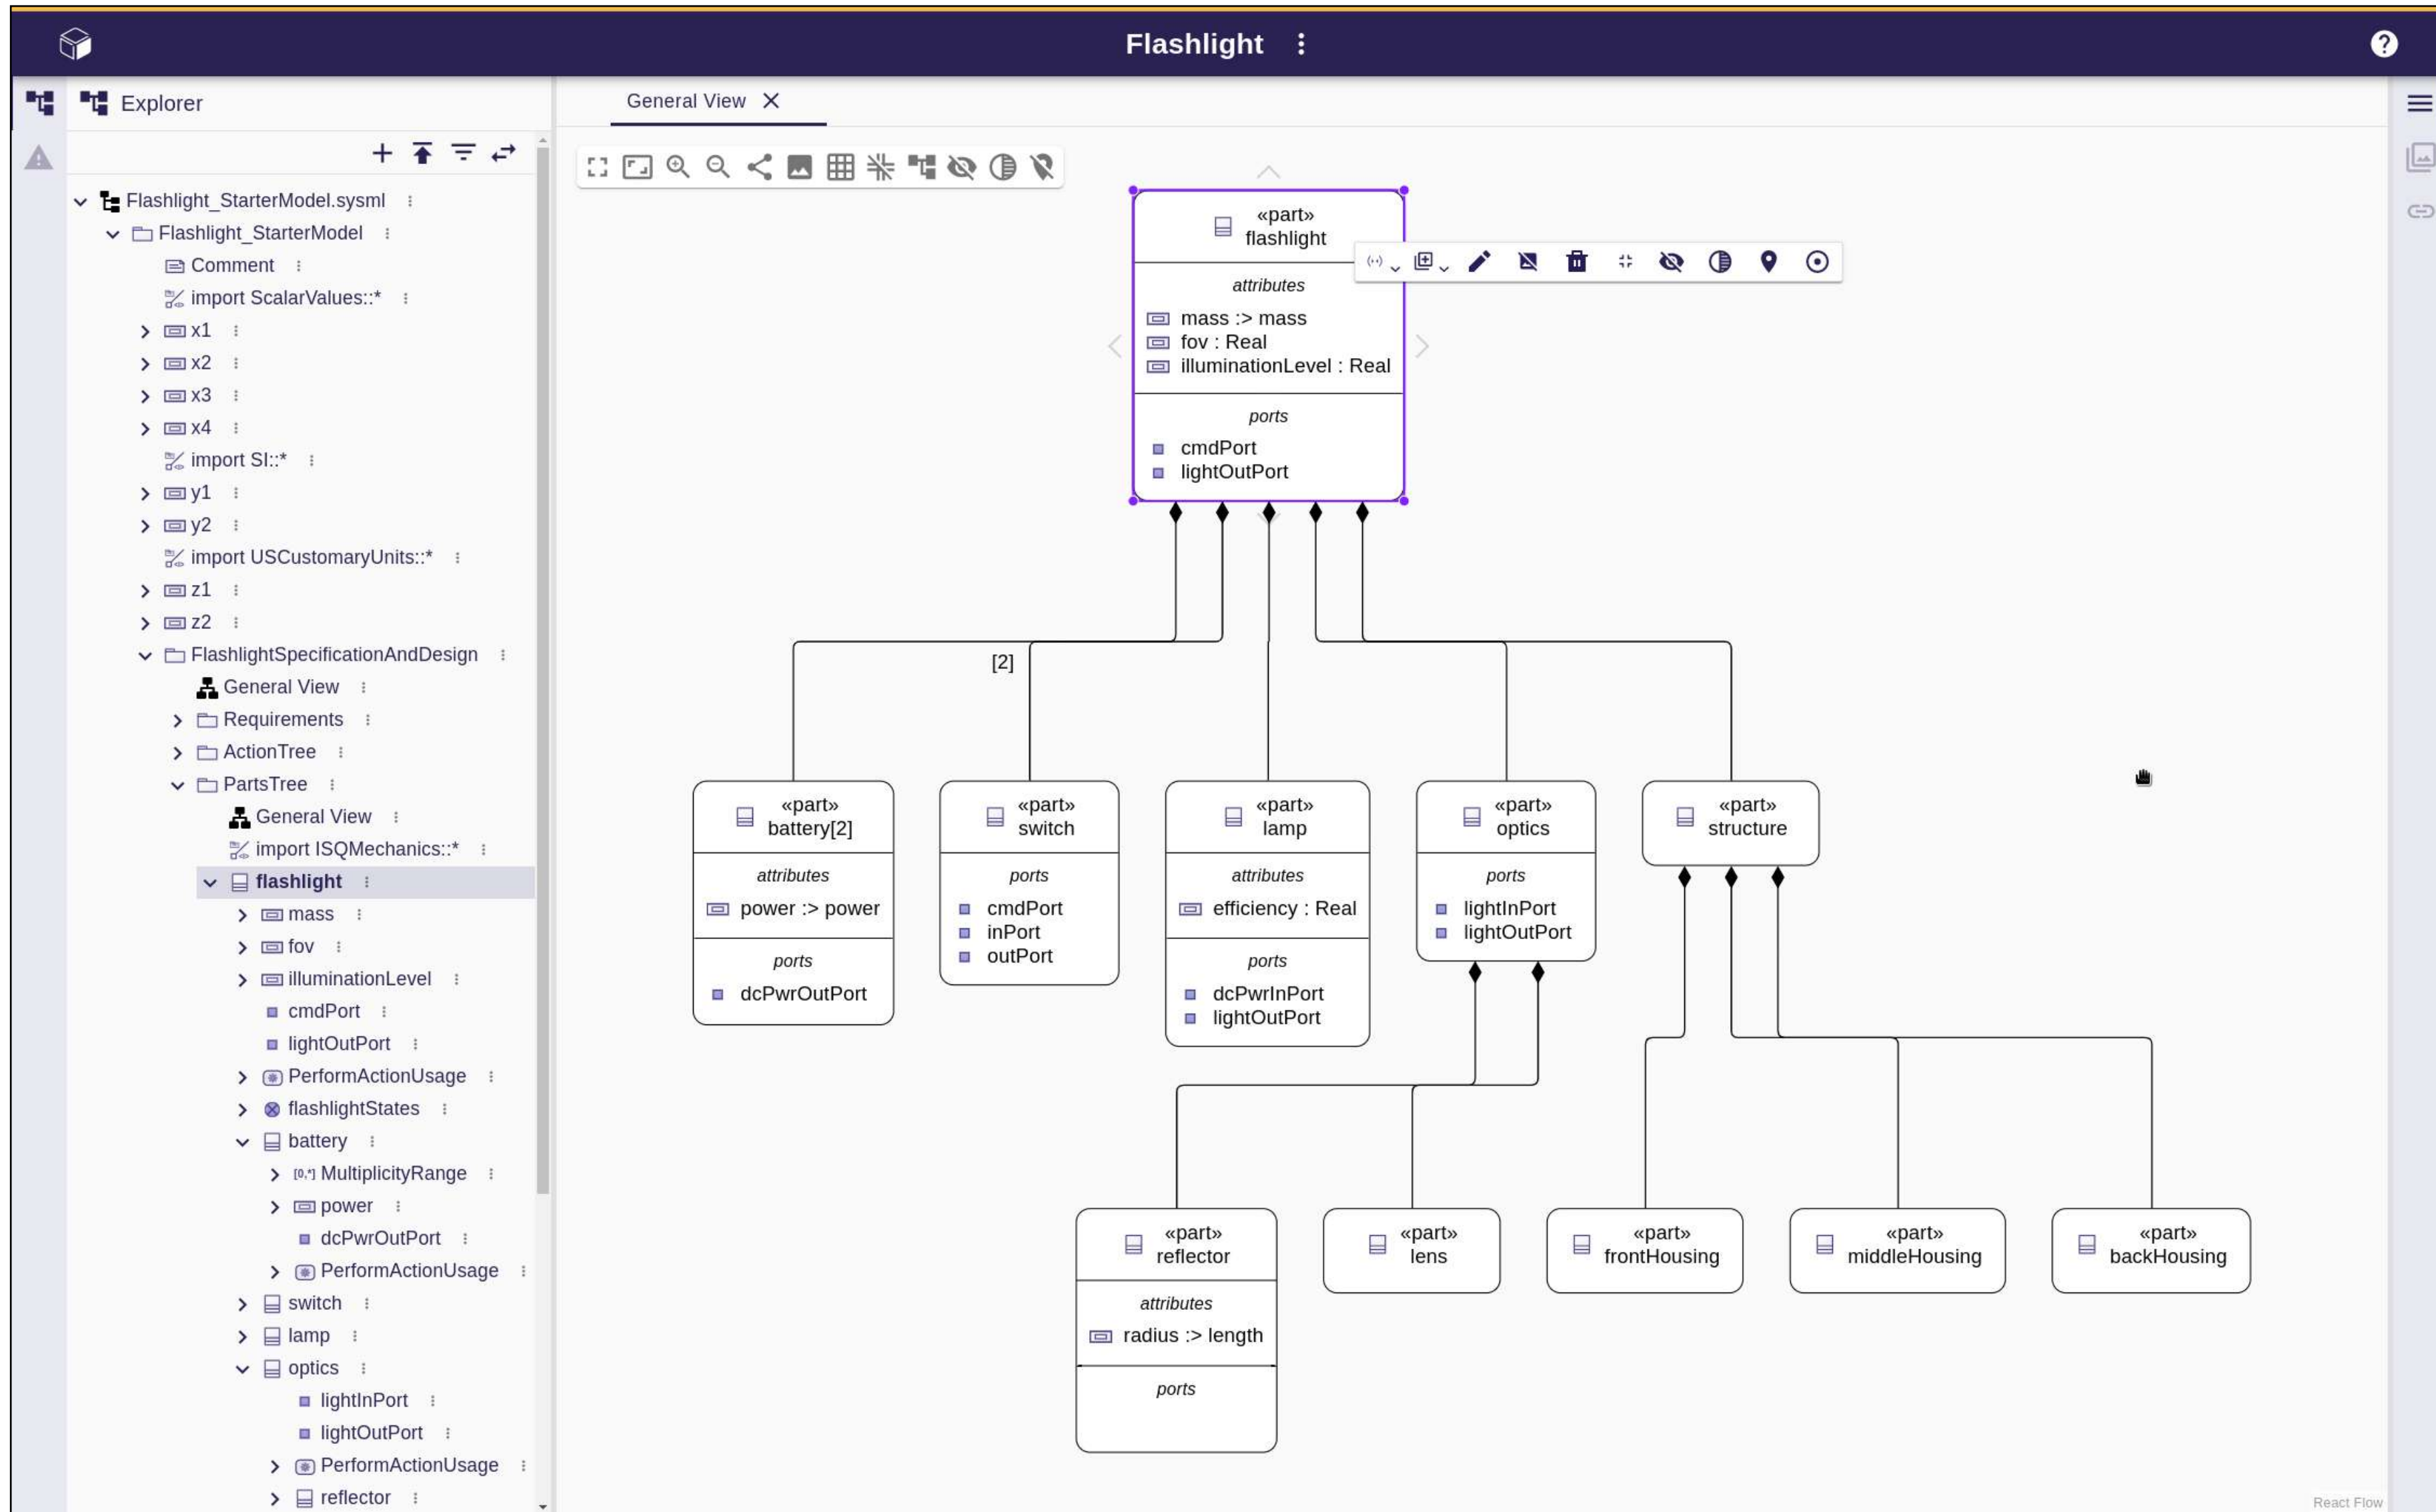 Flashlight
Explorer
General View
Flashlight_StarterModel.sysml
Flashlight_StarterModel
Comment
import ScalarValues::*
x1
x2
x3
x4
import SI::*
y1
y2
import USCustomaryUnits::*
z1
z2
FlashlightSpecificationAndDesign
General View
Requirements
ActionTree
PartsTree
General View
import ISQMechanics::*
flashlight
mass
fov
illuminationLevel
cmdPort
lightOutPort
PerformActionUsage
flashlightStates
battery
[0,*] MultiplicityRange
power
dcPwrOutPort
PerformActionUsage
switch
lamp
optics
lightInPort
lightOutPort
PerformActionUsage
reflector
«part»
flashlight
attributes
mass :> mass
fov : Real
illuminationLevel : Real
ports
cmdPort
lightOutPort
[2]
«part»
battery[2]
attributes
power :> power
ports
dcPwrOutPort
«part»
switch
ports
cmdPort
inPort
outPort
«part»
lamp
attributes
efficiency : Real
ports
dcPwrInPort
lightOutPort
«part»
optics
ports
lightInPort
lightOutPort
«part»
structure
«part»
reflector
attributes
radius :> length
ports
«part»
lens
«part»
frontHousing
«part»
middleHousing
«part»
backHousing
React Flow